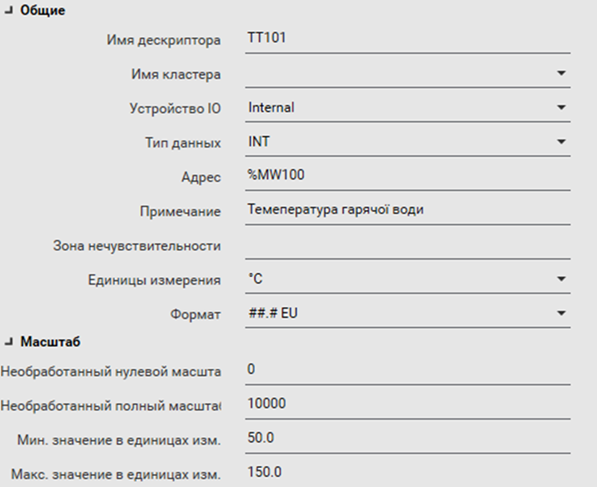 Общие
Имя дескриптора TT101
Имя кластера
Устройство IO Internal
Тип данных INT
Адрес %MW100
Примечание Темепература гарячої води
Зона нечувствительности
Единицы измерения °C
Формат ##.# EU
Масштаб
Необработанный нулевой масшта 0
Необработанный полный масштаб 10000
Мин. значение в единицах изм. 50.0
Макс. значение в единицах изм. 150.0